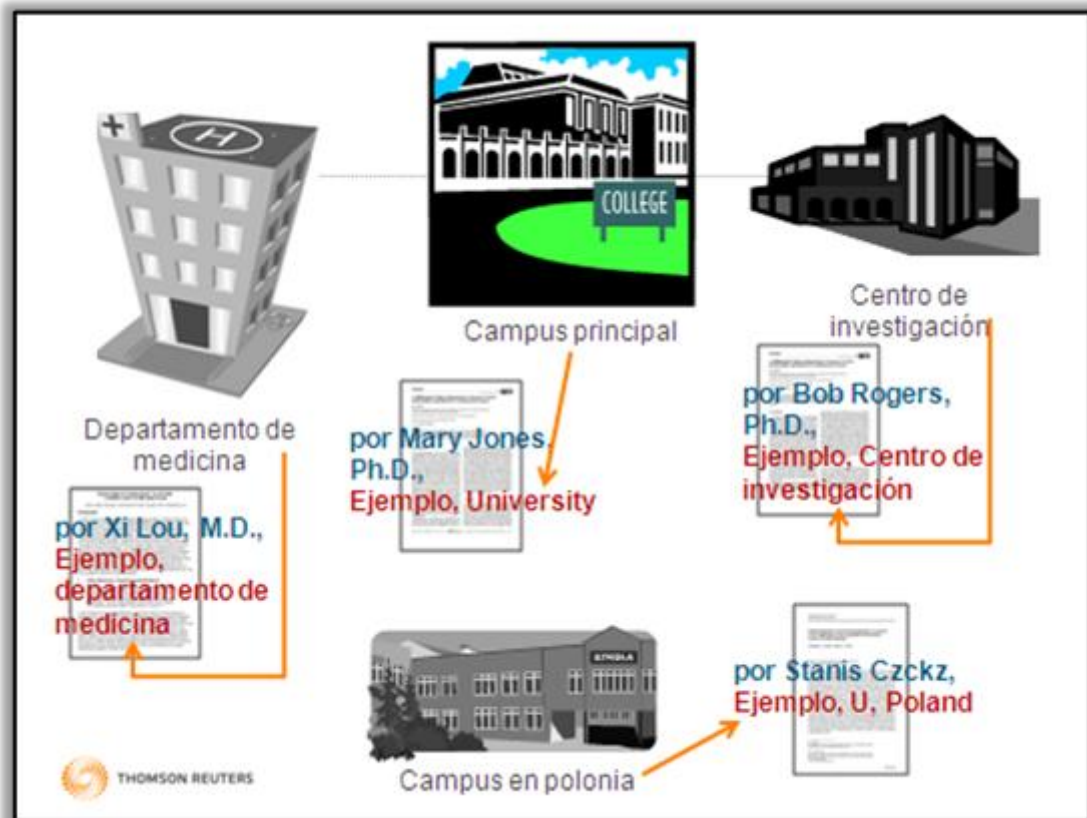 H
COLLEGE
Campus principal
Centro de
investigación
Departamento de
medicina
por Mary Jones,
Ph.D.,
Ejemplo, University
por Bob Rogers,
Ph.D.,
Ejemplo, Centro de
investigación
por Xi Lou, M.D.,
Ejemplo,
departamento de
medicina
por Stanis Czckz,
Ejemplo, U, Poland
Campus en polonia
THOMSON REUTERS